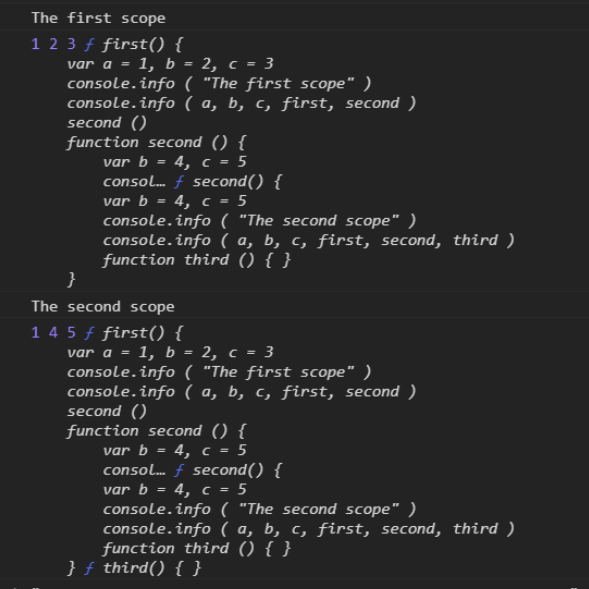 The first scope
1 2 3 ƒ first() {
    var a = 1, b = 2, c = 3
    console.info ( "The first scope" )
    console.info ( a, b, c, first, second )
    second ()
    function second () {
        var b = 4, c = 5
        consol… ƒ second() {
        var b = 4, c = 5
        console.info ( "The second scope" )
        console.info ( a, b, c, first, second, third )
        function third () { }
    }
The second scope
1 4 5 ƒ first() {
    var a = 1, b = 2, c = 3
    console.info ( "The first scope" )
    console.info ( a, b, c, first, second )
    second ()
    function second () {
        var b = 4, c = 5
        consol… ƒ second() {
        var b = 4, c = 5
        console.info ( "The second scope" )
        console.info ( a, b, c, first, second, third )
        function third () { }
    } ƒ third() { }